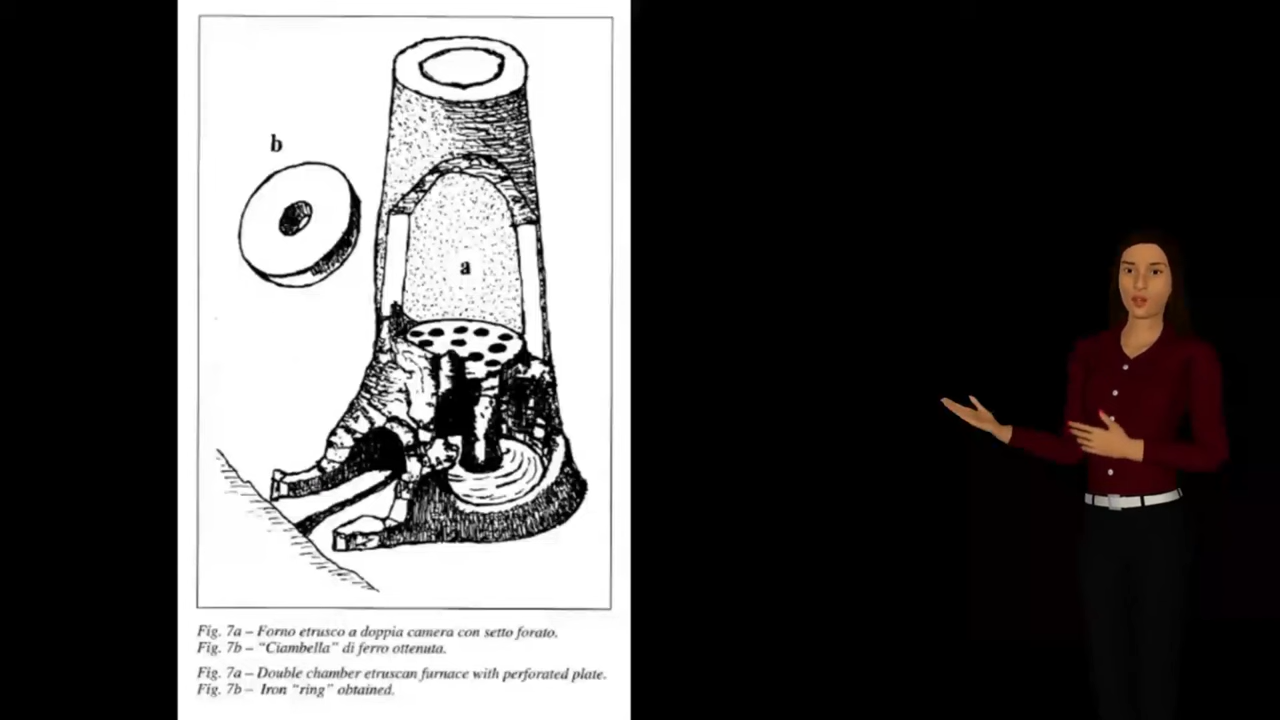 b
a
Fig. 7a – Forno etrusco a doppia camera con setto forato.
Fig. 7b – “Ciambella” di ferro ottenuta.
Fig. 7a – Double chamber etruscan furnace with perforated plate.
Fig. 7b – Iron “ring” obtained.